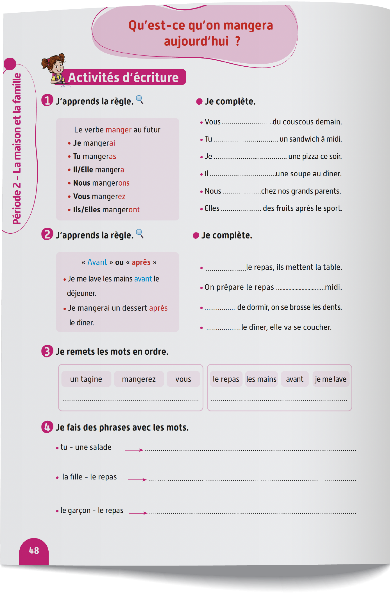 Qu'est-ce qu'on mangera
aujourd'hui ?
Période 2 - La maison et la famille
Activités d'écriture
1 J'apprends la règle.
Le verbe manger au futur
• Je mangerai
• Tu mangeras
• Il/Elle mangera
• Nous mangerons
• Vous mangerez
• Ils/Elles mangeront
• Je complète.
• Vous ........................du couscous demain.
• Tu ............................... un sandwich à midi.
• Je ................................... une pizza ce soir.
• Il ...............................une soupe au dîner.
• Nous ..................chez nos grands parents.
• Elles.................... des fruits après le sport.
2 J'apprends la règle.
« Avant » ou « après »
• Je me lave les mains avant le
déjeuner.
• Je mangerai un dessert après
le dîner.
• Je complète.
• ...................le repas, ils mettent la table.
• On prépare le repas .......................midi.
• ............... de dormir, on se brosse les dents.
• ................ le dîner, elle va se coucher.
3 Je remets les mots en ordre.
un tagine mangerez vous
le repas les mains avant je me lave
4 Je fais des phrases avec les mots.
• tu - une salade
• la fille - le repas
• le garçon - le repas
48